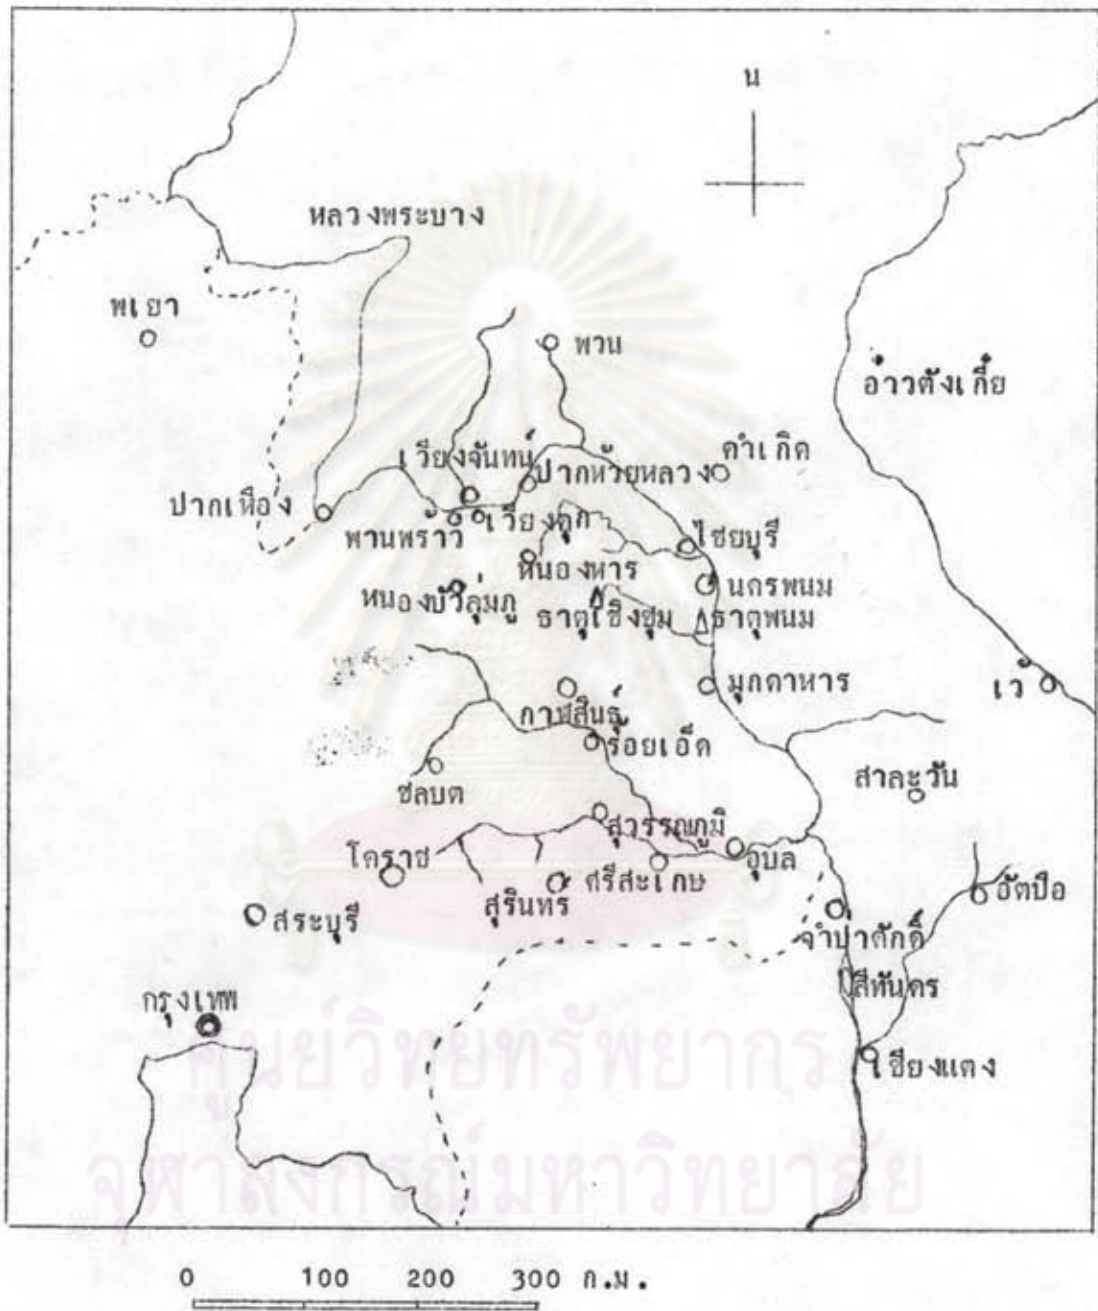 น
หลวงพระบาง
พเยา
พวน
อ่าวตังเกี๋ย
เวียงจันทน์
คำเกิด
ปากห้วยหลวง
ปากเหือง
พานพร้าว
เวียงคุก
ไชยบุรี
หนองหาร
นครพนม
หนองบัวลุ่มภู
ธาตุเชิงชุม
ธาตุพนม
เว้
มุกดาหาร
กาฬสินธุ์
ร้อยเอ็ด
สาละวัน
ชลบถ
สุวรรณภูมิ
โคราช
อุบล
สุรินทร
ศรีสะเกษ
อัตปือ
สระบุรี
จำปาศักดิ์
สีทันดร
กรุงเทพ
เชียงแตง
ศูนย์วิทยทรัพยากร
จุฬาลงกรณ์มหาวิทยาลัย
0 100 200 300 ก.ม.